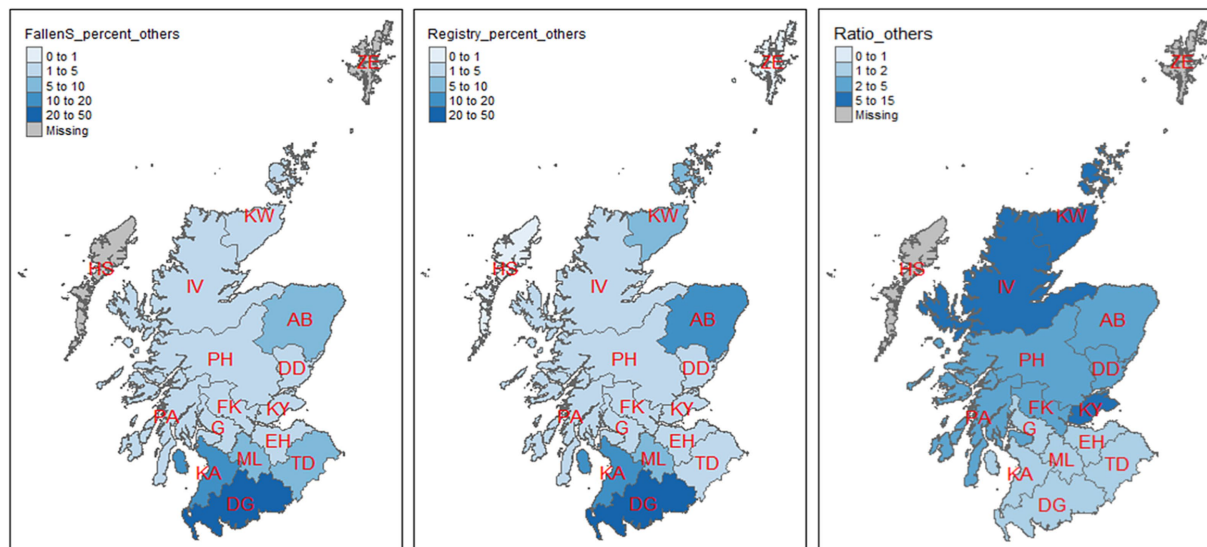 FallenS_percent_others
0 to 1
1 to 5
5 to 10
10 to 20
20 to 50
Missing
ZE
KW
HS
IV
AB
PH
DD
PA
FK
KY
G
EH
ML
TD
KA
DG
Registry_percent_others
0 to 1
1 to 5
5 to 10
10 to 20
20 to 50
ZE
KW
HS
IV
AB
PH
DD
PA
FK
KY
G
EH
ML
TD
KA
DG
Ratio_others
0 to 1
1 to 2
2 to 5
5 to 15
Missing
ZE
KW
HS
IV
AB
PH
DD
PA
FK
KY
G
EH
ML
TD
KA
DG